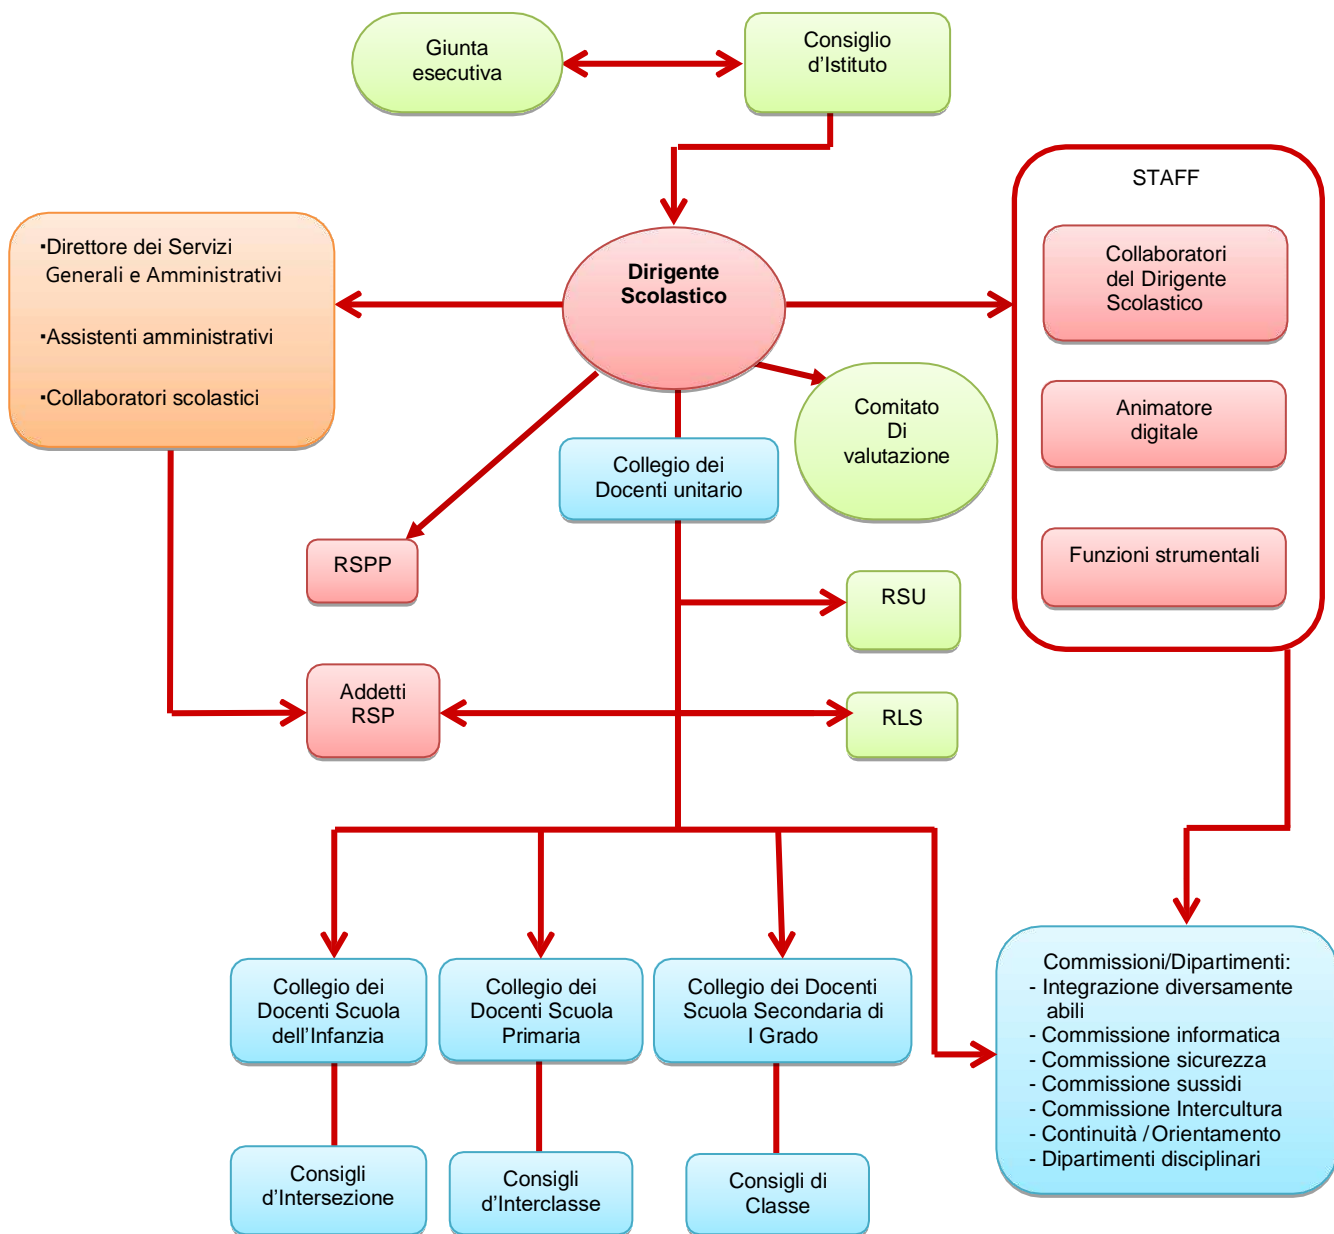 Giunta
esecutiva
Consiglio
d'Istituto
STAFF
▪Direttore dei Servizi
Generali e Amministrativi
▪Assistenti amministrativi
▪Collaboratori scolastici
Dirigente
Scolastico
Collaboratori
del Dirigente
Scolastico
Animatore
digitale
Funzioni strumentali
Comitato
Di
valutazione
Collegio dei
Docenti unitario
RSPP
RSU
Addetti
RSP
RLS
Collegio dei
Docenti Scuola
dell'Infanzia
Collegio dei
Docenti Scuola
Primaria
Collegio dei Docenti
Scuola Secondaria di
I Grado
Commissioni/Dipartimenti:
- Integrazione diversamente
abili
- Commissione informatica
- Commissione sicurezza
- Commissione sussidi
- Commissione Intercultura
- Continuità / Orientamento
- Dipartimenti disciplinari
Consigli
d'Intersezione
Consigli
d'Interclasse
Consigli di
Classe